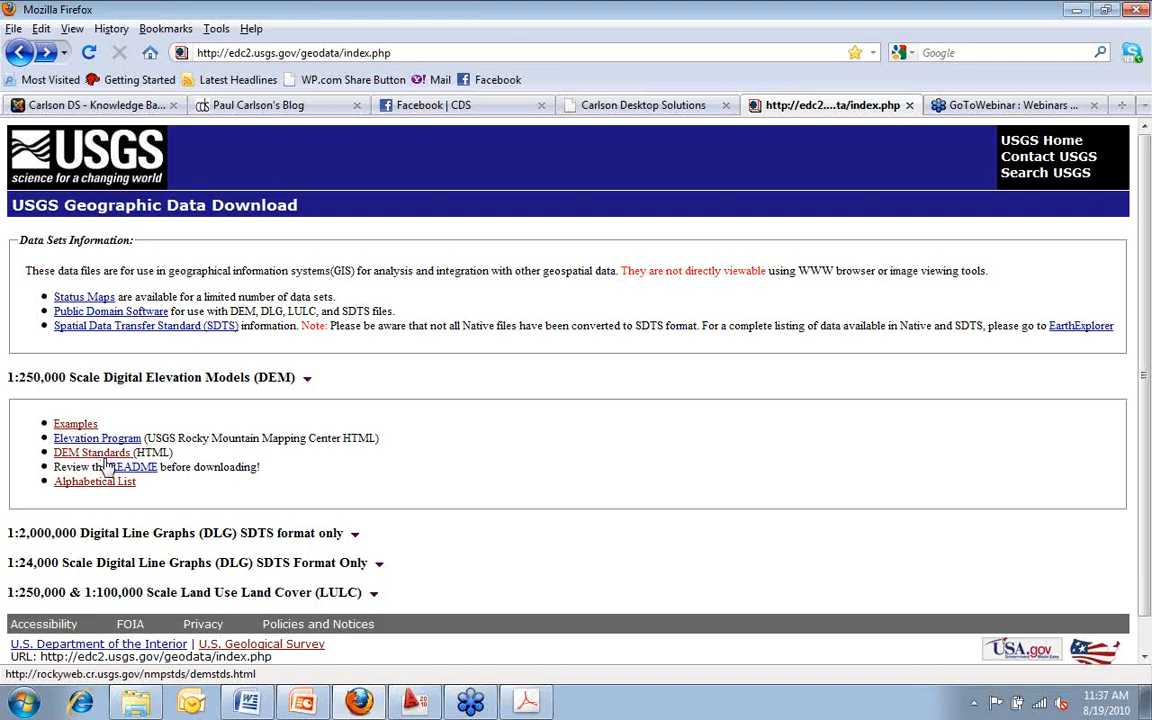 Mozilla Firefox
File Edit View History Bookmarks Tools Help
http://edc2.usgs.gov/geodata/index.php
Google
Most Visited Getting Started Latest Headlines WP.com Share Button Mail Facebook
Carlson DS - Knowledge Ba... Paul Carlson's Blog Facebook | CDS Carlson Desktop Solutions http://edc2....ta/index.php GoToWebinar : Webinars ...
USGS
science for a changing world
USGS Home
Contact USGS
Search USGS
USGS Geographic Data Download
Data Sets Information:
These data files are for use in geographical information systems(GIS) for analysis and integration with other geospatial data. They are not directly viewable using WWW browser or image viewing tools.
Status Maps are available for a limited number of data sets.
Public Domain Software for use with DEM, DLG, LULC, and SDTS files.
Spatial Data Transfer Standard (SDTS) information. Note: Please be aware that not all Native files have been converted to SDTS format. For a complete listing of data available in Native and SDTS, please go to EarthExplorer
1:250,000 Scale Digital Elevation Models (DEM)
Examples
Elevation Program (USGS Rocky Mountain Mapping Center HTML)
DEM Standards (HTML)
Review README before downloading!
Alphabetical List
1:2,000,000 Digital Line Graphs (DLG) SDTS format only
1:24,000 Scale Digital Line Graphs (DLG) SDTS Format Only
1:250,000 & 1:100,000 Scale Land Use Land Cover (LULC)
Accessibility FOIA Privacy Policies and Notices
U.S. Department of the Interior | U.S. Geological Survey
URL: http://edc2.usgs.gov/geodata/index.php
USA.gov
http://rockyweb.cr.usgs.gov/nmpstds/demstds.html
11:37 AM
8/19/2010